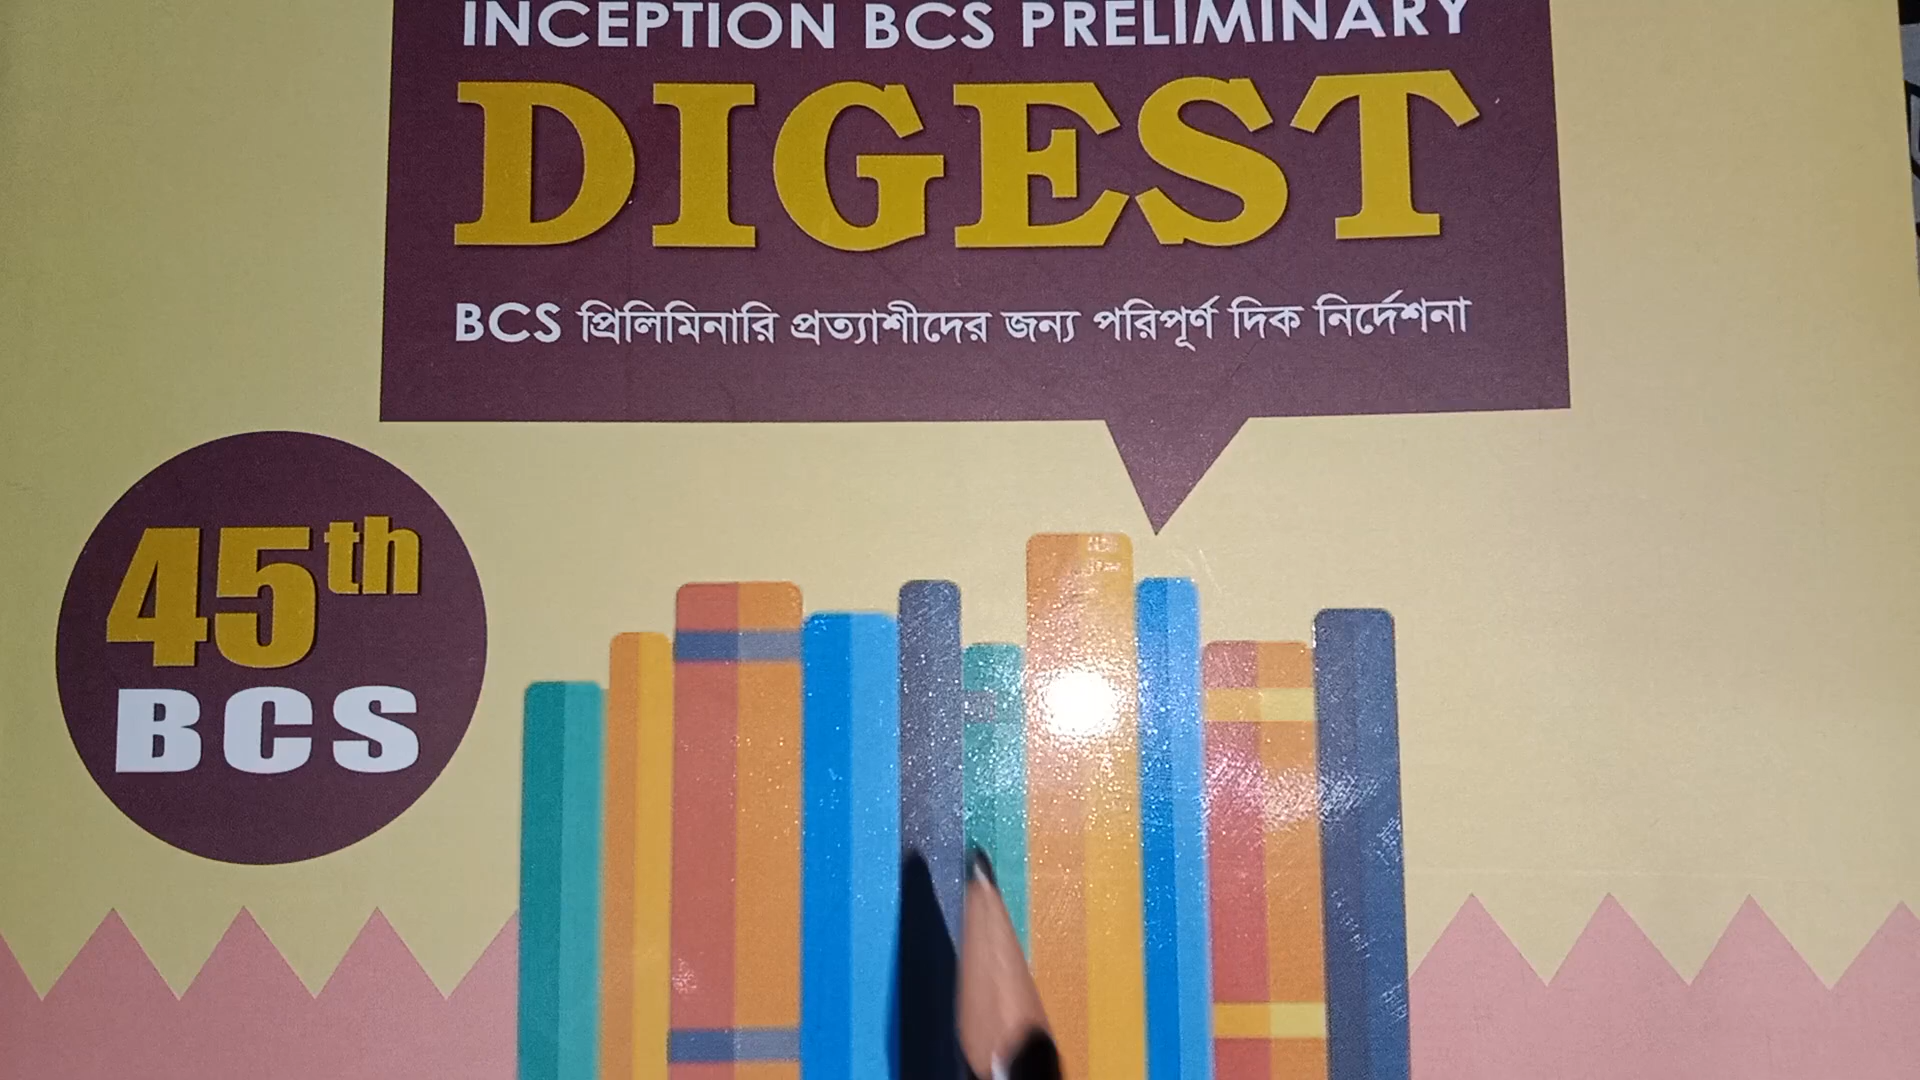 INCEPTION BCS PRELIMINARY
DIGEST
BCS প্রিলিমিনারি প্রত্যাশীদের জন্য পরিপূর্ণ দিক নির্দেশনা
45th
BCS